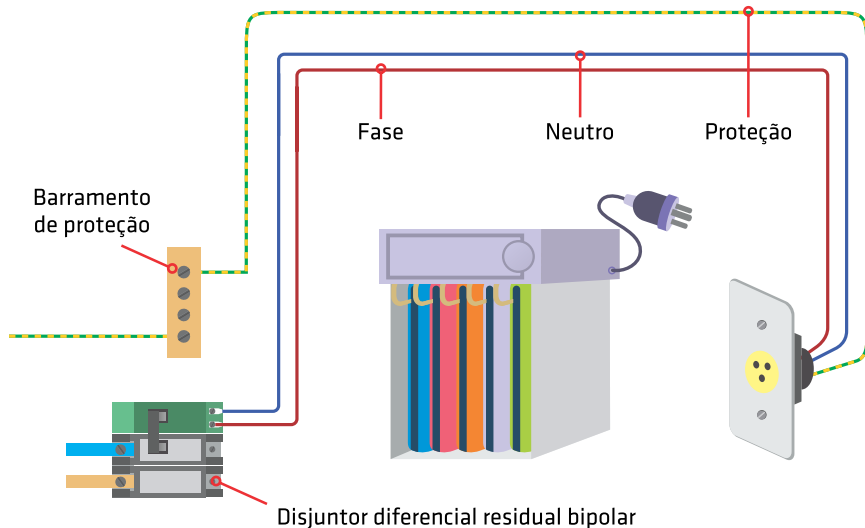 Fase
Neutro
Proteção
Barramento
de proteção
Disjuntor diferencial residual bipolar